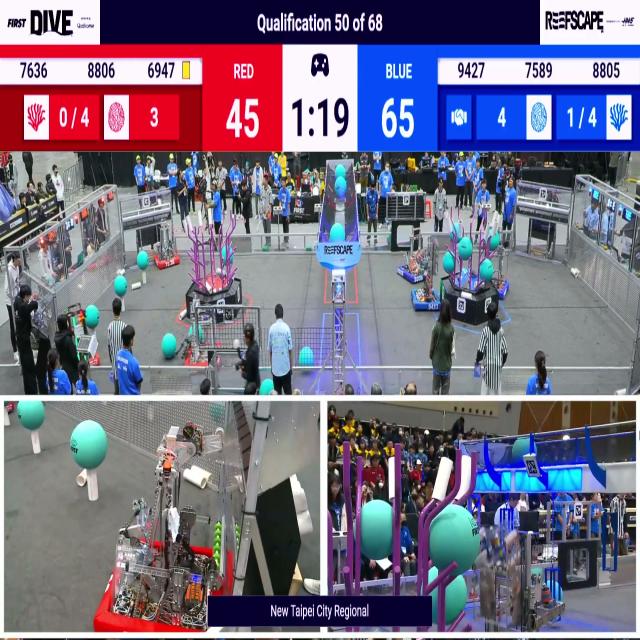 FIRST DIVE
Qualification 50 of 68
REEFSCAPE
7636 8806 6947
RED
BLUE
9427 7589 8805
0 / 4
3
45
1:19
65
4
1 / 4
REEFSCAPE
New Taipei City Regional